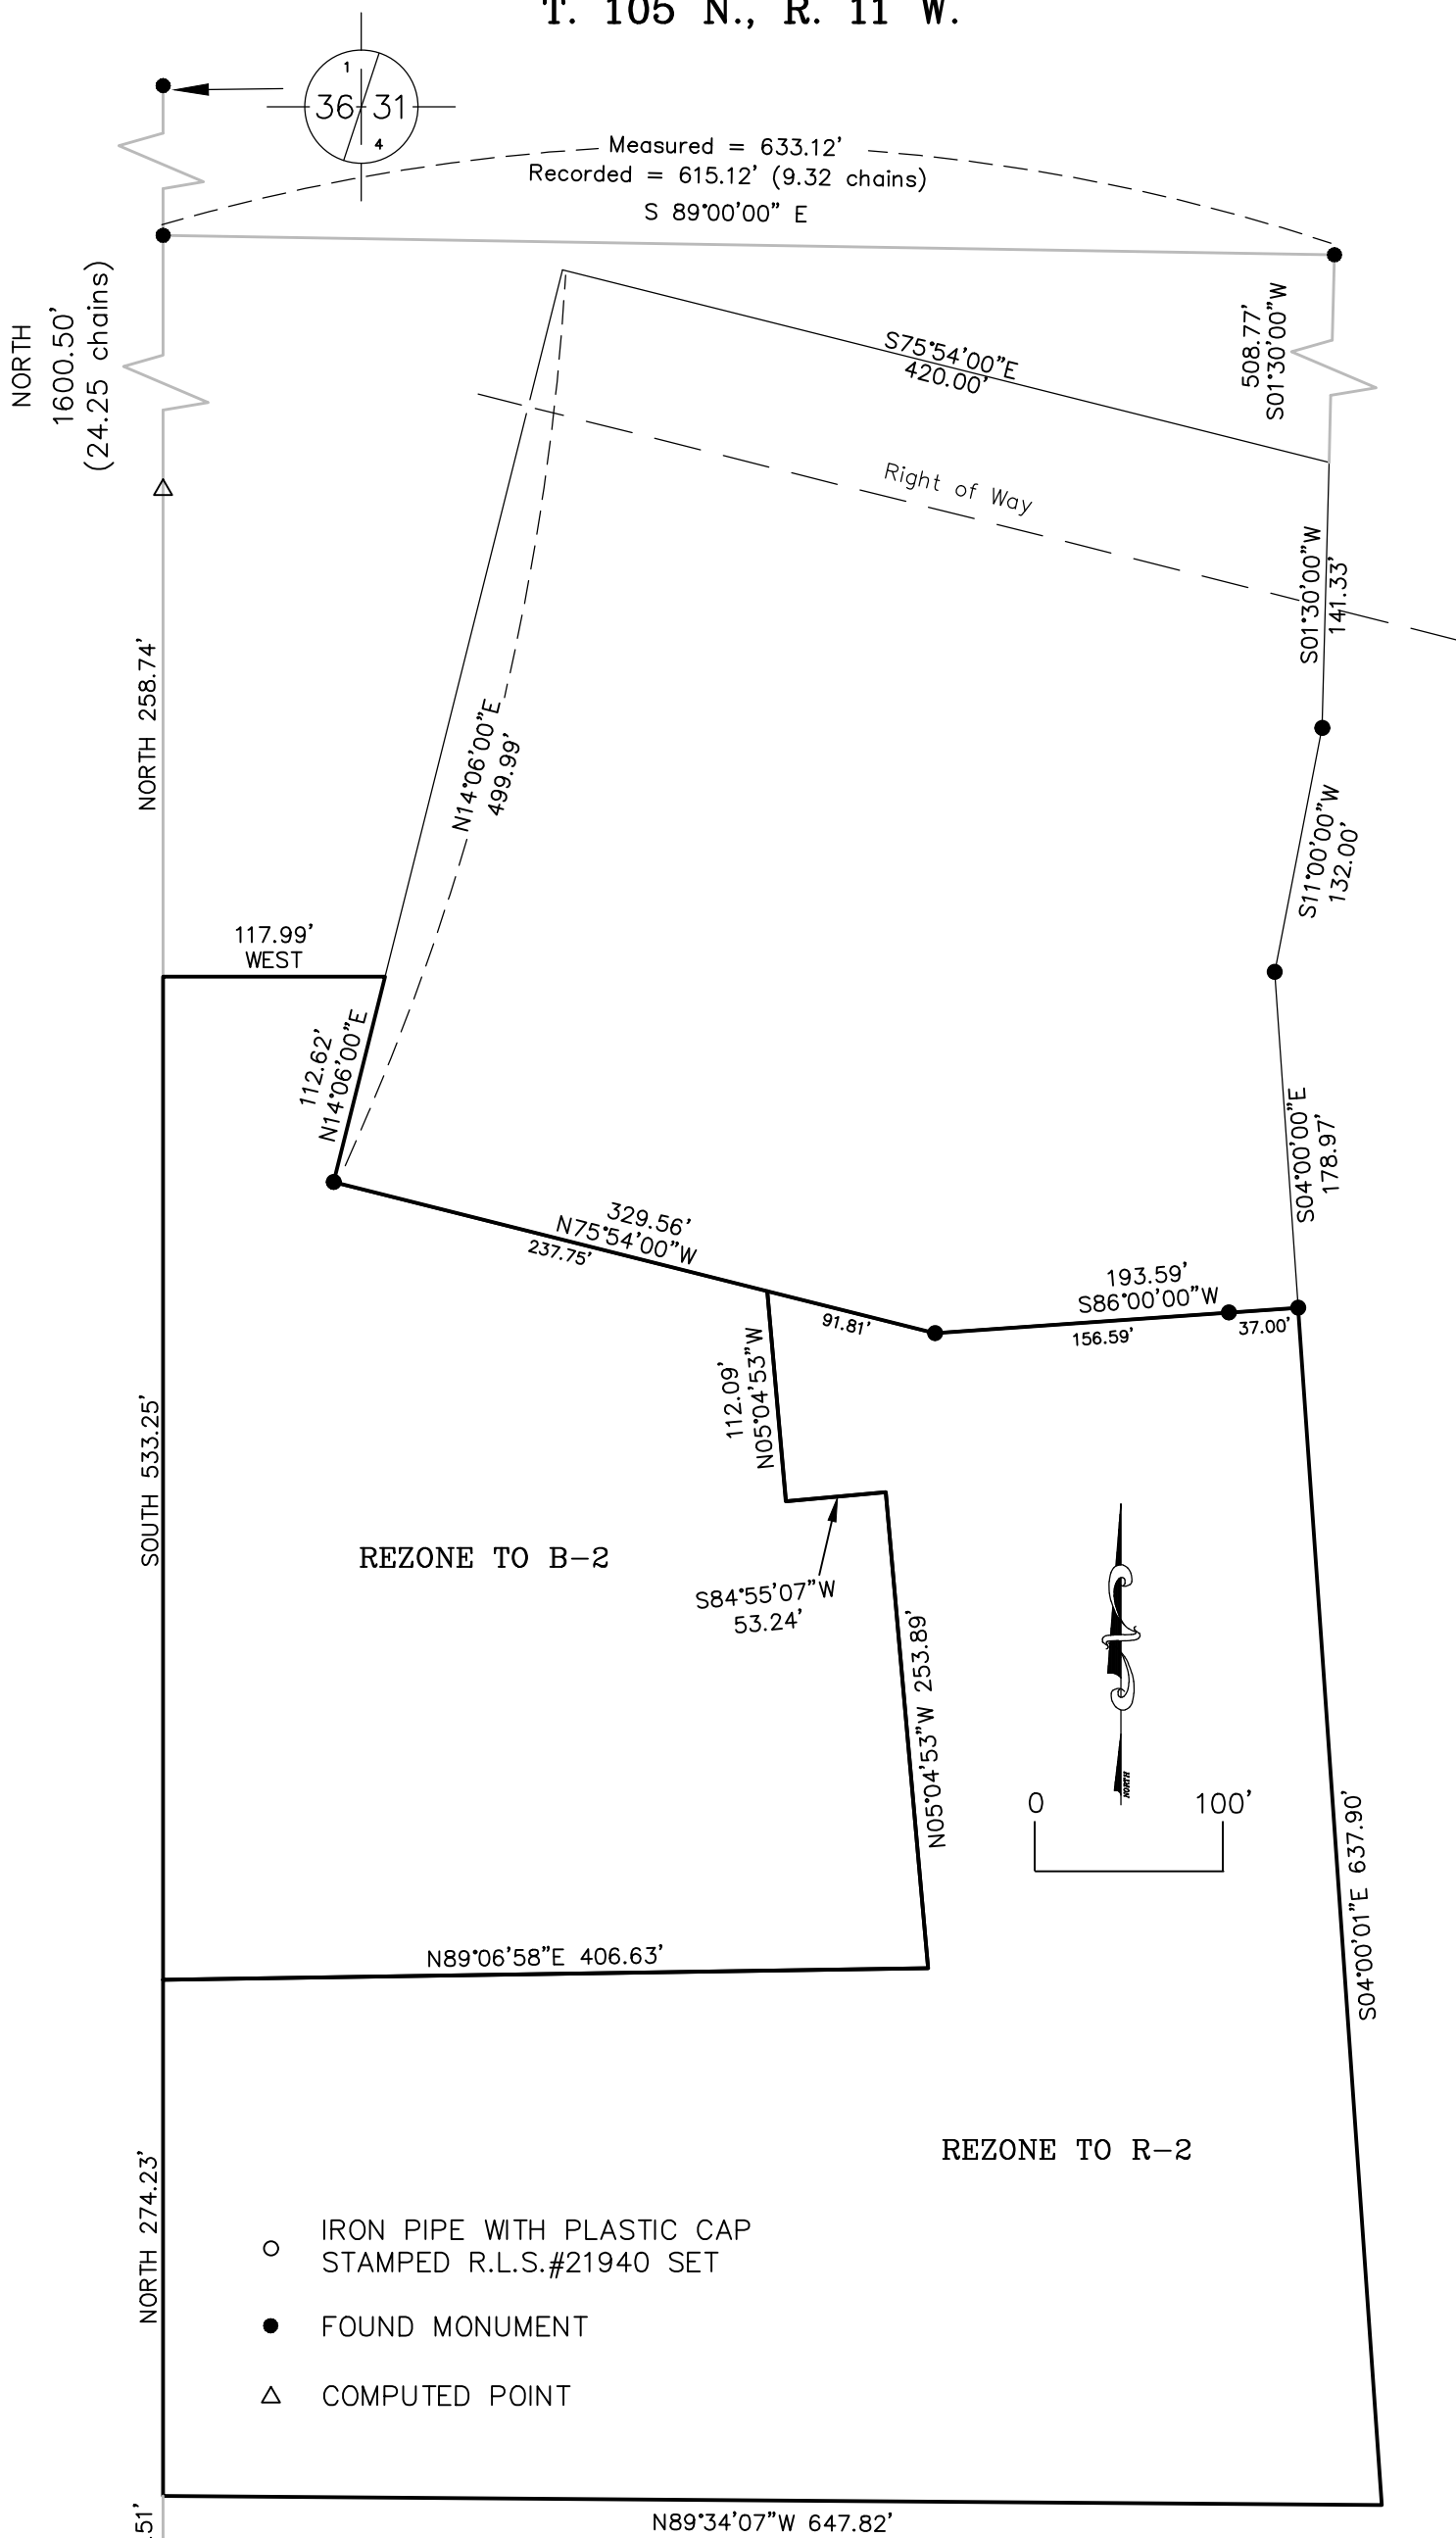 T. 105 N., R. 11 W.
1
36 31
4
Measured = 633.12'
Recorded = 615.12' (9.32 chains)
S 89°00'00" E
NORTH
1600.50'
(24.25 chains)
508.77'
S01°30'00"W
S75°54'00"E
420.00'
Right of Way
S01°30'00"W
141.33'
NORTH 258.74'
N14°06'00"E
499.99'
S11°00'00"W
132.00'
117.99'
WEST
112.62'
N14°06'00"E
S04°00'00"E
178.97'
329.56'
N75°54'00"W
237.75'
91.81'
193.59'
S86°00'00"W
156.59'
37.00'
112.09'
N05°04'53"W
SOUTH 533.25'
REZONE TO B-2
S84°55'07"W
53.24'
N05°04'53"W 253.89'
NORTH
0 100'
S04°00'01"E 637.90'
N89°06'58"E 406.63'
REZONE TO R-2
NORTH 274.23'
IRON PIPE WITH PLASTIC CAP
STAMPED R.L.S.#21940 SET
FOUND MONUMENT
COMPUTED POINT
.51'
N89°34'07"W 647.82'